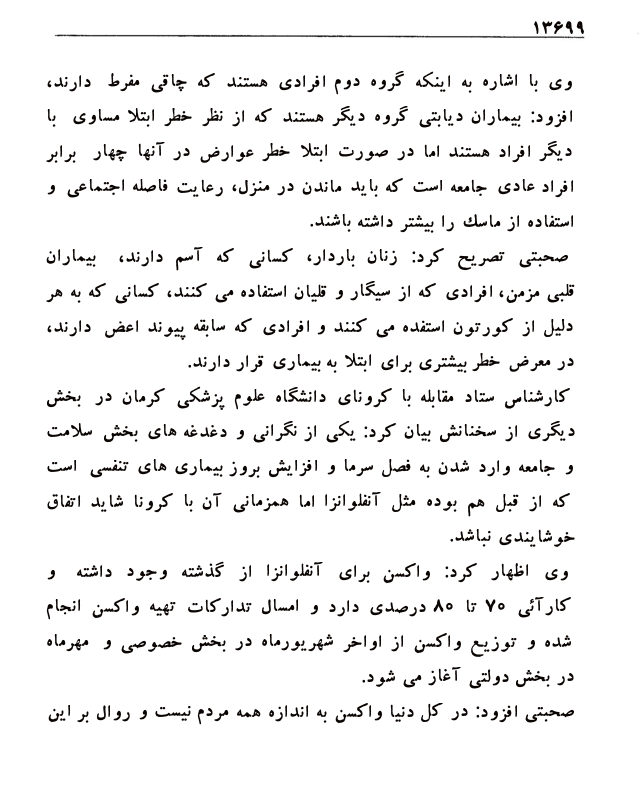 ۱۳۶۹۹
وی با اشاره به اینکه گروه دوم افرادی هستند که چاقی مفرط دارند،
افزود: بیماران دیابتی گروه دیگر هستند که از نظر خطر ابتلا مساوی با
دیگر افراد هستند اما در صورت ابتلا خطر عوارض در آنها چهار برابر
افراد عادی جامعه است که باید ماندن در منزل، رعایت فاصله اجتماعی و
استفاده از ماسك را بیشتر داشته باشند.
صحبتی تصریح کرد: زنان باردار، کسانی که آسم دارند، بیماران
قلبی مزمن، افرادی که از سیگار و قلیان استفاده می کنند، کسانی که به هر
دلیل از کورتون استفده می کنند و افرادی که سابقه پیوند اعض دارند،
در معرض خطر بیشتری برای ابتلا به بیماری قرار دارند.
کارشناس ستاد مقابله با کرونای دانشگاه علوم پزشکی کرمان در بخش
دیگری از سخنانش بیان کرد: یکی از نگرانی و دغدغه های بخش سلامت
و جامعه وارد شدن به فصل سرما و افزایش بروز بیماری های تنفسی است
که از قبل هم بوده مثل آنفلوانزا اما همزمانی آن با کرونا شاید اتفاق
خوشایندی نباشد.
وی اظهار کرد: واکسن برای آنفلوانزا از گذشته وجود داشته و
کارآئی ۷۰ تا ۸۰ درصدی دارد و امسال تدارکات تهیه واکسن انجام
شده و توزیع واکسن از اواخر شهریورماه در بخش خصوصی و مهرماه
در بخش دولتی آغاز می شود.
صحبتی افزود: در کل دنیا واکسن به اندازه همه مردم نیست و روال بر این